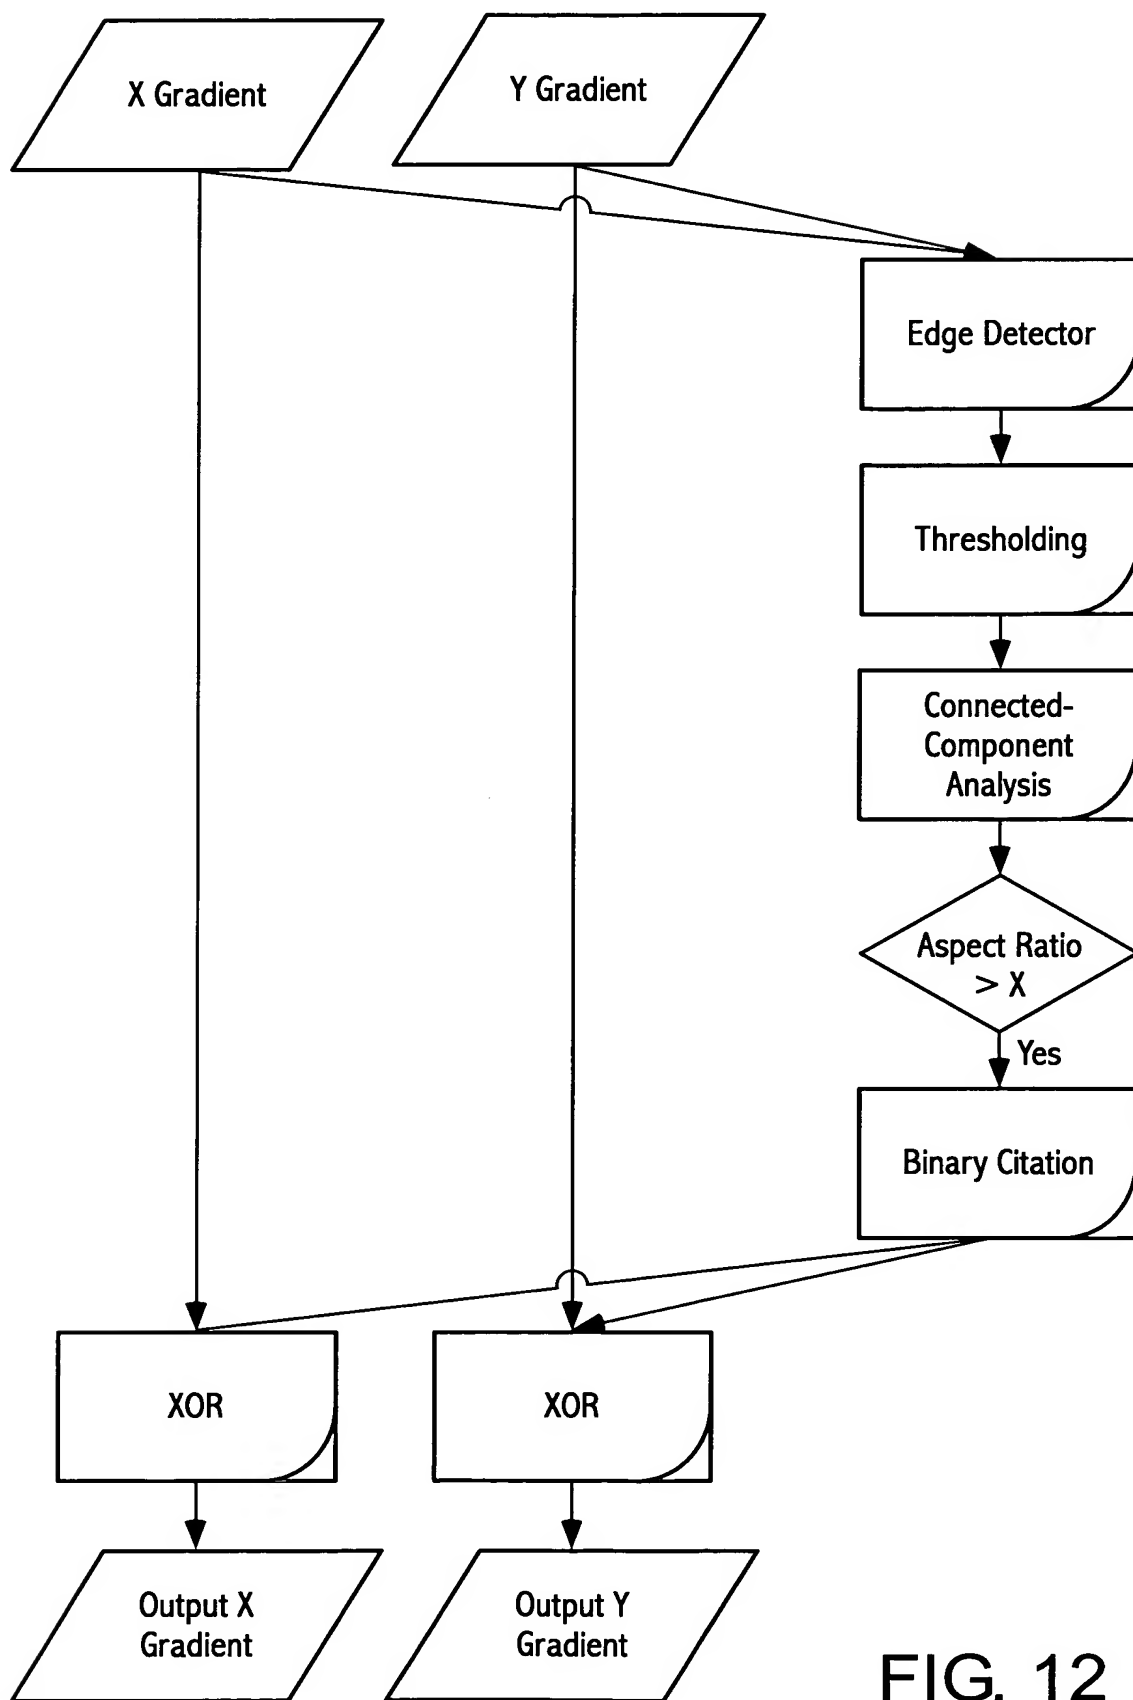 X Gradient
Y Gradient
Edge Detector
Thresholding
Connected-
Component
Analysis
Aspect Ratio
> X
Yes
Binary Citation
XOR
XOR
Output X
Gradient
Output Y
Gradient
FIG. 12